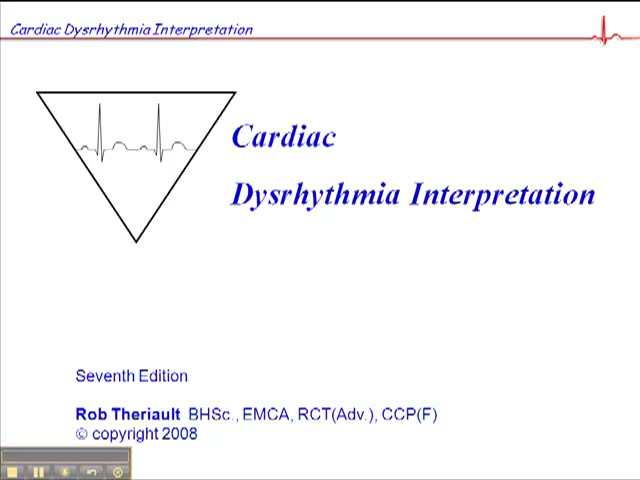 Cardiac Dysrhythmia Interpretation
Cardiac
Dysrhythmia Interpretation
Seventh Edition
Rob Theriault BHSc., EMCA, RCT(Adv.), CCP(F)
© copyright 2008